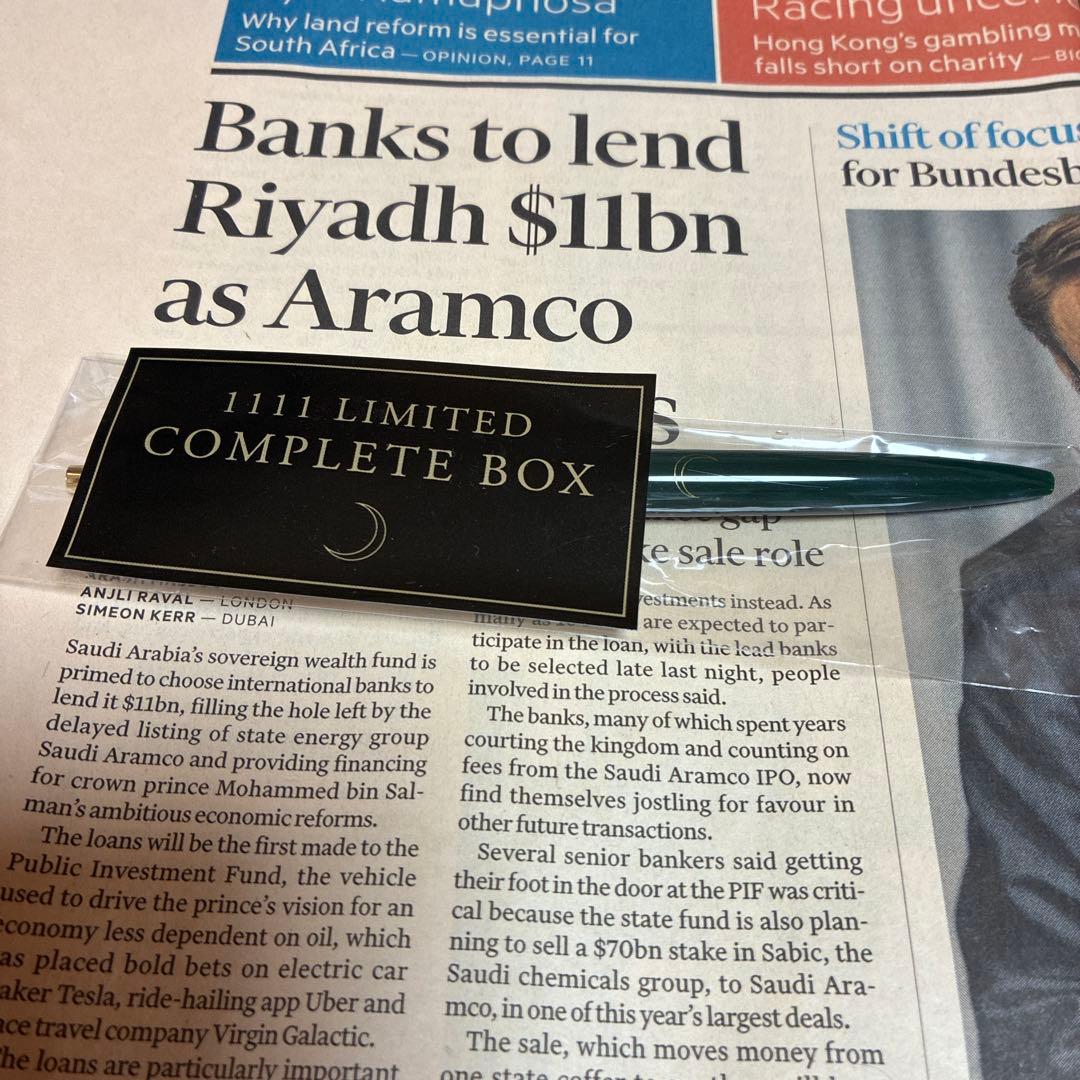 Why land reform is essential for
South Africa — OPINION, PAGE 11
Racing
Hong Kong's gambling
falls short on charity —
Banks to lend
Riyadh $11bn
as Aramco
Shift of focus
for
1111 LIMITED
COMPLETE BOX
gap
sale role
ANJLI RAVAL — LONDON
SIMEON KERR — DUBAI
Saudi Arabia's sovereign wealth fund is
primed to choose international banks to
lend it $11bn, filling the hole left by the
delayed listing of state energy group
Saudi Aramco and providing financing
for crown prince Mohammed bin Sal-
man's ambitious economic reforms.
The loans will be the first made to the
Public Investment Fund, the vehicle
used to drive the prince's vision for an
economy less dependent on oil, which
as placed bold bets on electric car
aker Tesla, ride-hailing app Uber and
ace travel company Virgin Galactic.
he loans are particularly important
vestments instead. As
many as are expected to par-
ticipate in the loan, with the lead banks
to be selected late last night, people
involved in the process said.
The banks, many of which spent years
courting the kingdom and counting on
fees from the Saudi Aramco IPO, now
find themselves jostling for favour in
other future transactions.
Several senior bankers said getting
their foot in the door at the PIF was criti-
cal because the state fund is also plan-
ning to sell a $70bn stake in Sabic, the
Saudi chemicals group, to Saudi Ara-
mco, in one of this year's largest deals.
The sale, which moves money from
one state